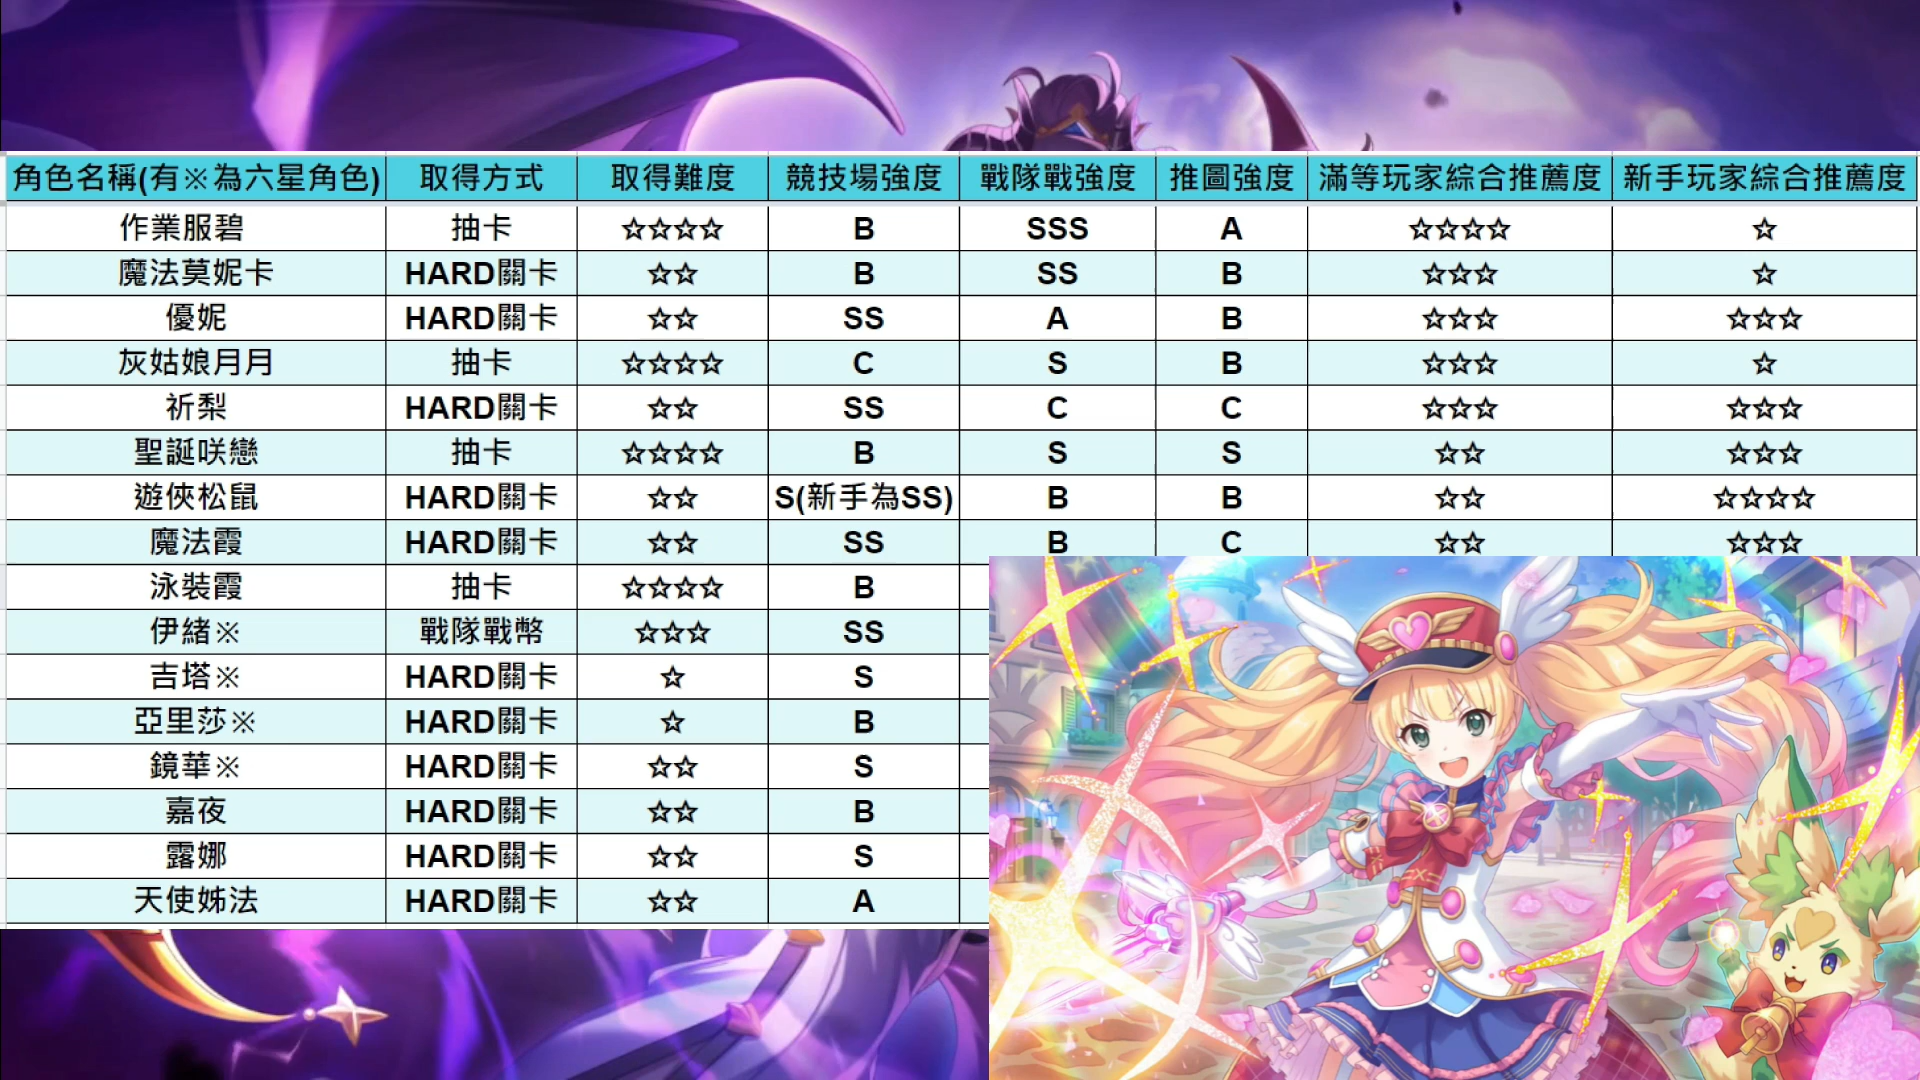 角色名稱(有※為六星角色) 取得方式 取得難度 競技場強度 戰隊戰強度 推圖強度 滿等玩家綜合推薦度 新手玩家綜合推薦度
作業服碧 抽卡 ☆☆☆☆ B SSS A ☆☆☆☆ ☆
魔法莫妮卡 HARD關卡 ☆☆ B SS B ☆☆☆ ☆
優妮 HARD關卡 ☆☆ SS A B ☆☆☆ ☆☆☆
灰姑娘月月 抽卡 ☆☆☆☆ C S B ☆☆☆ ☆
祈梨 HARD關卡 ☆☆ SS C C ☆☆☆ ☆☆☆
聖誕咲戀 抽卡 ☆☆☆☆ B S S ☆☆ ☆☆☆
遊俠松鼠 HARD關卡 ☆☆ S(新手為SS) B B ☆☆ ☆☆☆☆
魔法霞 HARD關卡 ☆☆ SS B C ☆☆ ☆☆☆
泳裝霞 抽卡 ☆☆☆☆ B
伊緒※ 戰隊戰幣 ☆☆☆ SS
吉塔※ HARD關卡 ☆ S
亞里莎※ HARD關卡 ☆ B
鏡華※ HARD關卡 ☆☆ S
嘉夜 HARD關卡 ☆☆ B
露娜 HARD關卡 ☆☆ S
天使姊法 HARD關卡 ☆☆ A